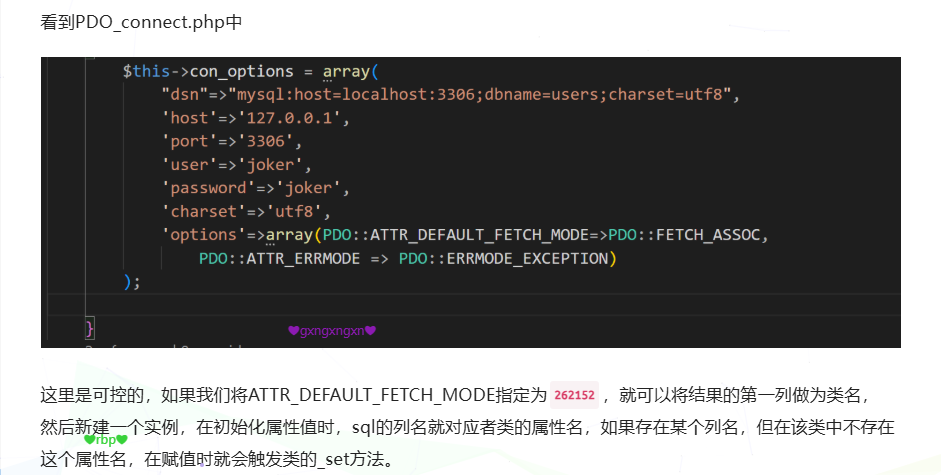 看到PDO_connect.php中
$this->con_options = array(
"dsn"=>"mysql:host=localhost:3306;dbname=users;charset=utf8",
'host'=>'127.0.0.1',
'port'=>'3306',
'user'=>'joker',
'password'=>'joker',
'charset'=>'utf8',
'options'=>array(PDO::ATTR_DEFAULT_FETCH_MODE=>PDO::FETCH_ASSOC,
PDO::ATTR_ERRMODE => PDO::ERRMODE_EXCEPTION)
);
}
♥gxngxngxn♥
这里是可控的，如果我们将ATTR_DEFAULT_FETCH_MODE指定为 262152 ，就可以将结果的第一列做为类名，
然后新建一个实例，在初始化属性值时，sql的列名就对应者类的属性名，如果存在某个列名，但在该类中不存在
♥rbp♥
这个属性名，在赋值时就会触发类的_set方法。